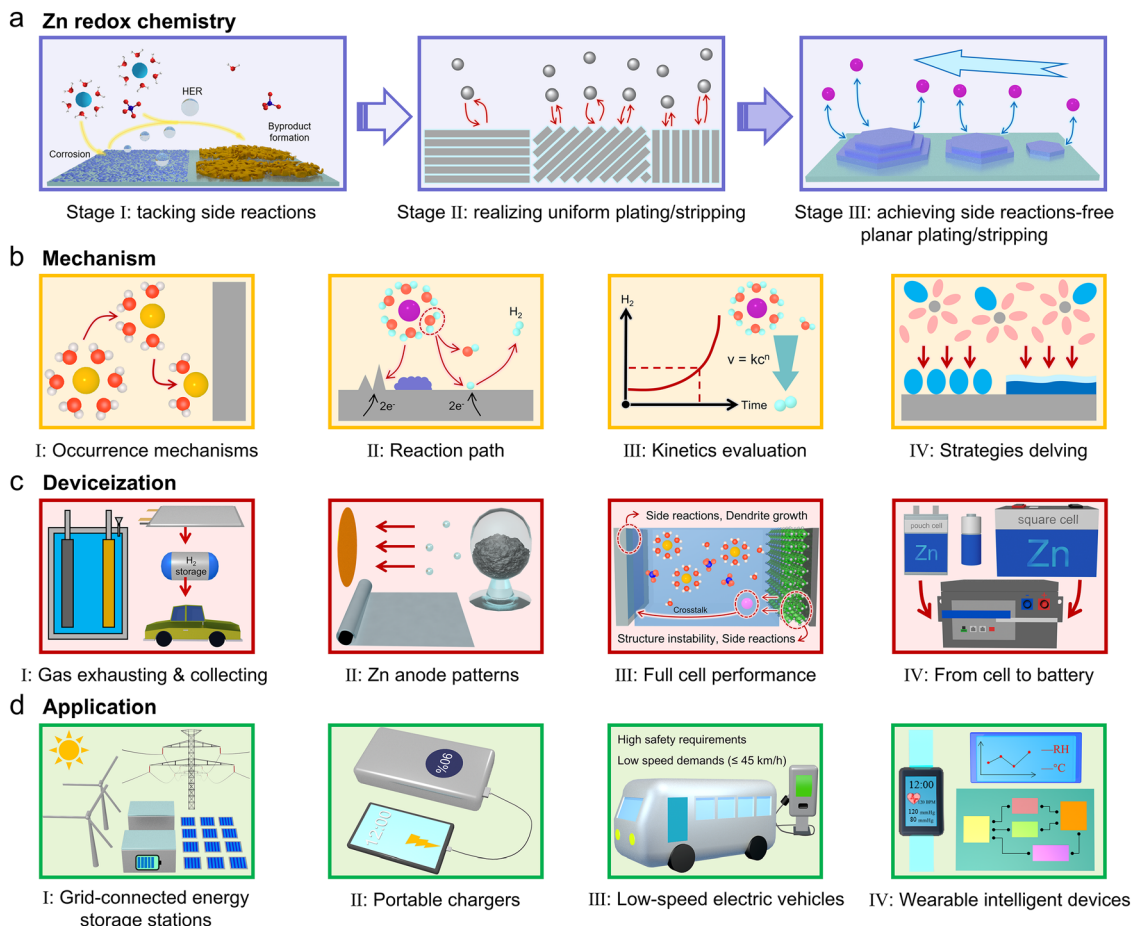 a Zn redox chemistry
HER
Byproduct
formation
Corrosion
Stage I: tacking side reactions
Stage II: realizing uniform plating/stripping
Stage III: achieving side reactions-free
planar plating/stripping
b Mechanism
2e-
2e-
H2
H2
v = kcⁿ
Time
I: Occurrence mechanisms
II: Reaction path
III: Kinetics evaluation
IV: Strategies delving
c Deviceization
H2
storage
Side reactions, Dendrite growth
Crosstalk
Structure instability, Side reactions
pouch cell
Zn
square cell
Zn
I: Gas exhausting & collecting
II: Zn anode patterns
III: Full cell performance
IV: From cell to battery
d Application
90%
12:00
High safety requirements
Low speed demands (≤ 45 km/h)
12:00
BPM
120 mmHg
80 mmHg
—RH
—°C
I: Grid-connected energy
storage stations
II: Portable chargers
III: Low-speed electric vehicles
IV: Wearable intelligent devices